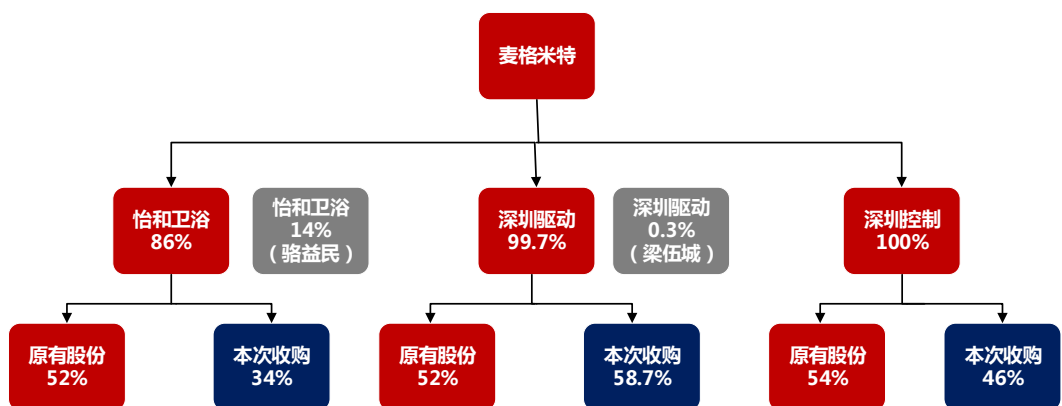 麦格米特
怡和卫浴
86%
怡和卫浴
14%
（骆益民）
深圳驱动
99.7%
深圳驱动
0.3%
（梁伍城）
深圳控制
100%
原有股份
52%
本次收购
34%
原有股份
52%
本次收购
58.7%
原有股份
54%
本次收购
46%